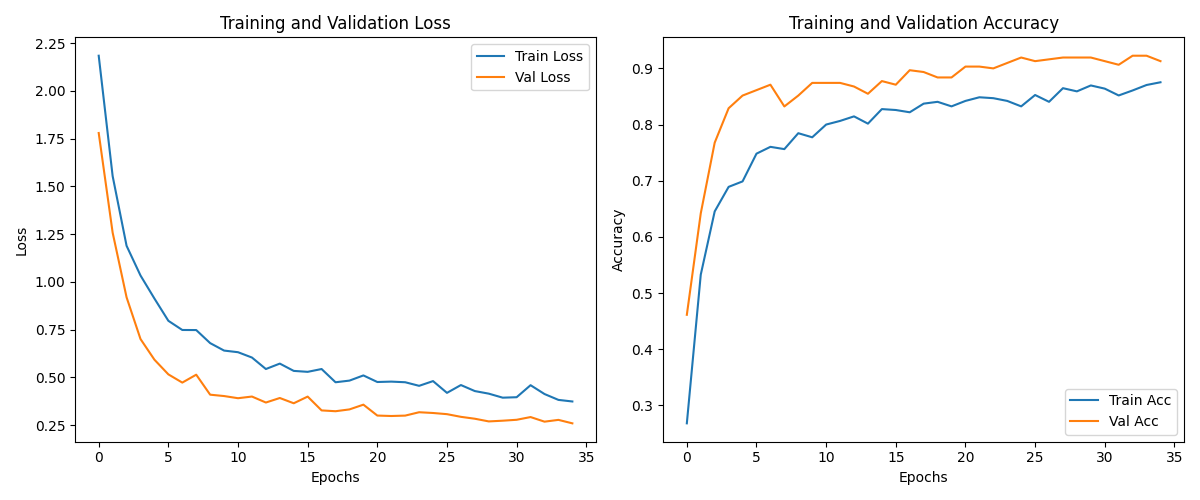 Training and Validation Loss
2.25
2.00
1.75
1.50
1.25
1.00
0.75
0.50
0.25
Loss
Train Loss
Val Loss
0 5 10 15 20 25 30 35
Epochs
Training and Validation Accuracy
0.9
0.8
0.7
0.6
0.5
0.4
0.3
Accuracy
Train Acc
Val Acc
0 5 10 15 20 25 30 35
Epochs